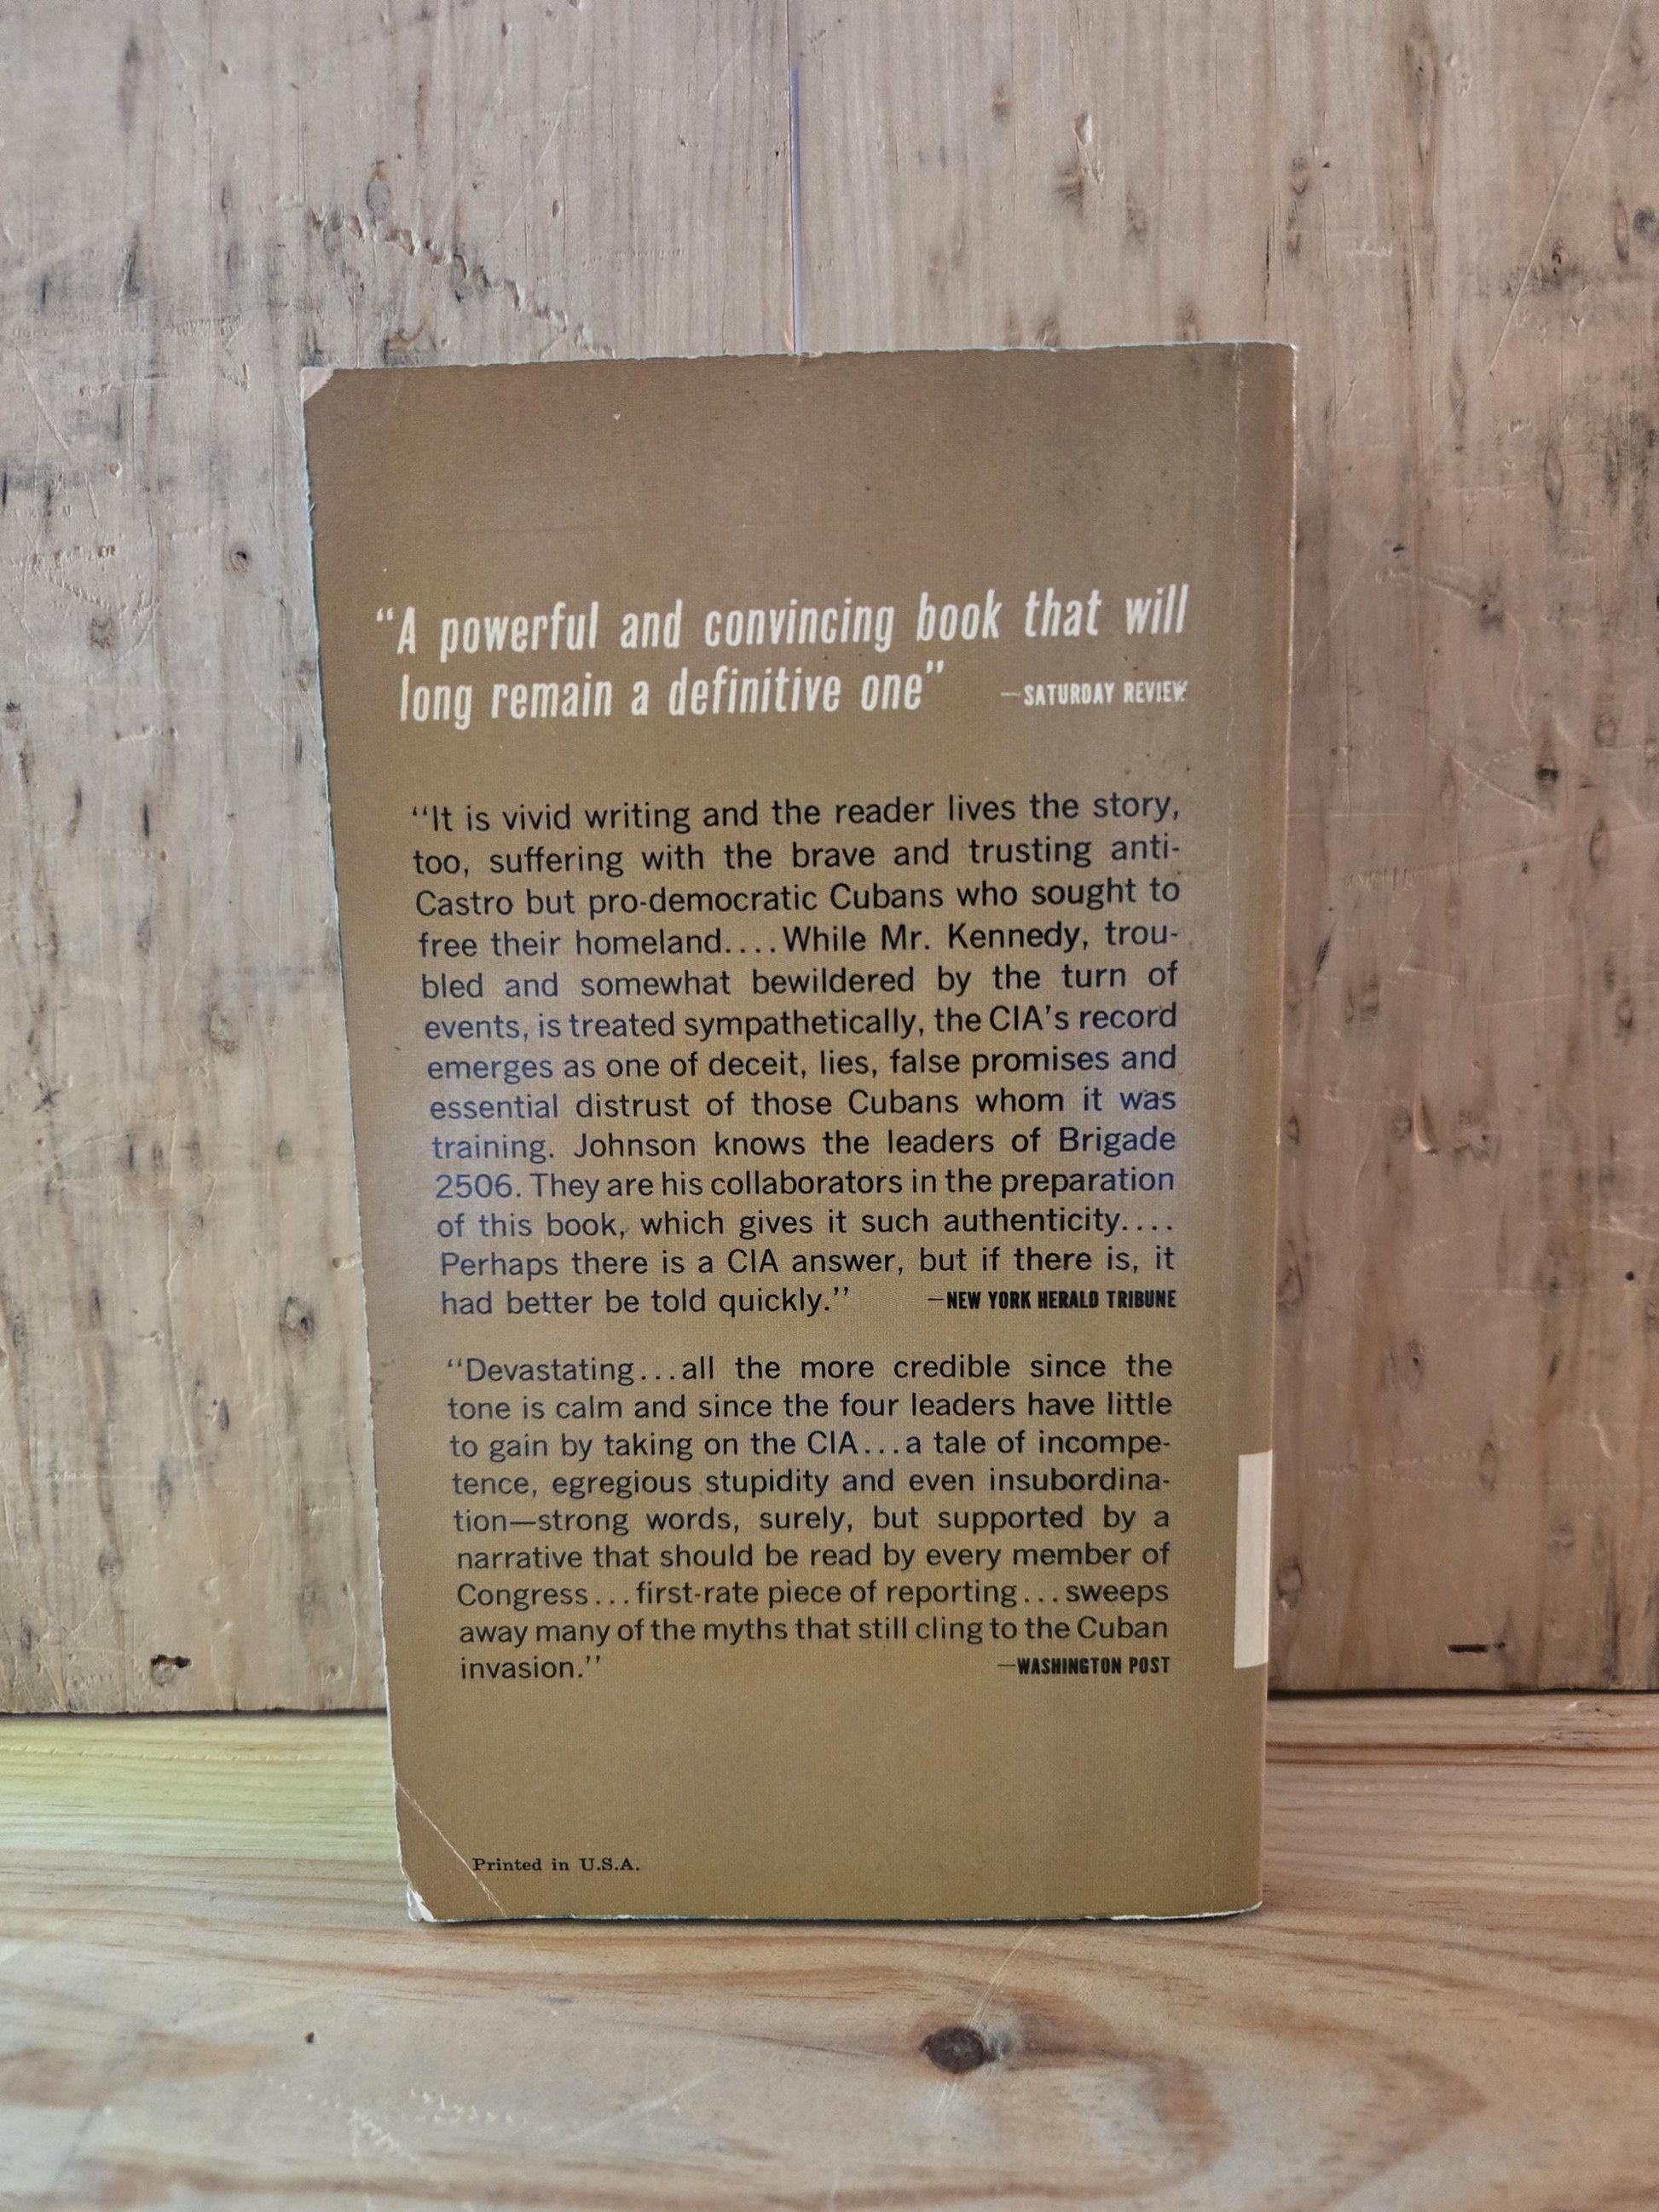 “A powerful and convincing book that will
long remain a definitive one” —SATURDAY REVIEW
“It is vivid writing and the reader lives the story,
too, suffering with the brave and trusting anti-
Castro but pro-democratic Cubans who sought to
free their homeland....While Mr. Kennedy, trou-
bled and somewhat bewildered by the turn of
events, is treated sympathetically, the CIA's record
emerges as one of deceit, lies, false promises and
essential distrust of those Cubans whom it was
training. Johnson knows the leaders of Brigade
2506. They are his collaborators in the preparation
of this book, which gives it such authenticity....
Perhaps there is a CIA answer, but if there is, it
had better be told quickly.” —NEW YORK HERALD TRIBUNE
“Devastating...all the more credible since the
tone is calm and since the four leaders have little
to gain by taking on the CIA...a tale of incompe-
tence, egregious stupidity and even insubordina-
tion—strong words, surely, but supported by a
narrative that should be read by every member of
Congress...first-rate piece of reporting...sweeps
away many of the myths that still cling to the Cuban
invasion.” —WASHINGTON POST
Printed in U.S.A.